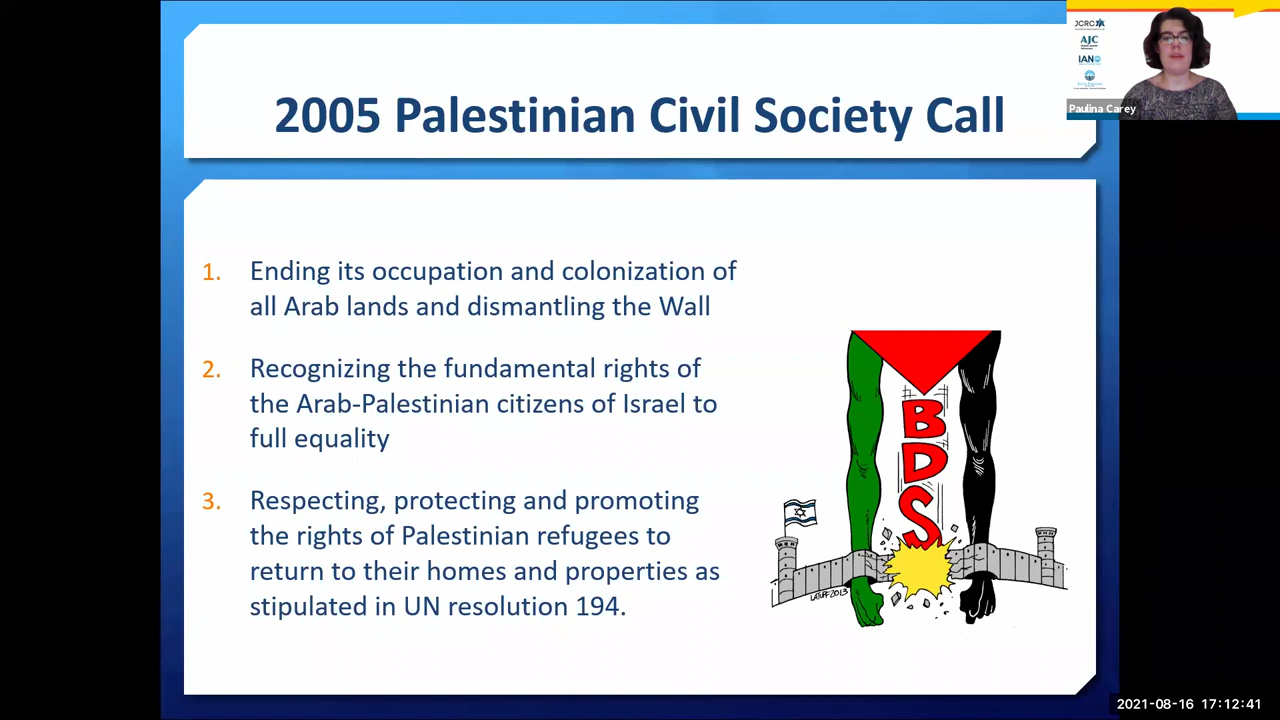 2005 Palestinian Civil Society Call
1. Ending its occupation and colonization of
all Arab lands and dismantling the Wall
2. Recognizing the fundamental rights of
the Arab-Palestinian citizens of Israel to
full equality
3. Respecting, protecting and promoting
the rights of Palestinian refugees to
return to their homes and properties as
stipulated in UN resolution 194.
B
D
S
LATUFF 2013
JCRC
AJC
IAN
Paulina Carey
2021-08-16 17:12:41